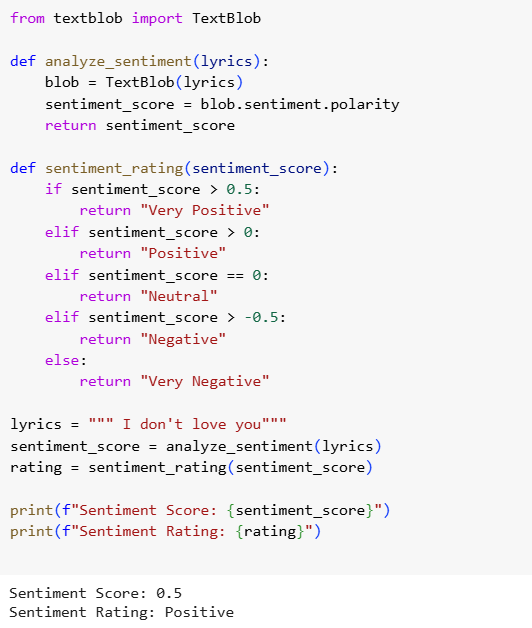 from textblob import TextBlob
def analyze_sentiment(lyrics):
    blob = TextBlob(lyrics)
    sentiment_score = blob.sentiment.polarity
    return sentiment_score
def sentiment_rating(sentiment_score):
    if sentiment_score > 0.5:
        return "Very Positive"
    elif sentiment_score > 0:
        return "Positive"
    elif sentiment_score == 0:
        return "Neutral"
    elif sentiment_score > -0.5:
        return "Negative"
    else:
        return "Very Negative"
lyrics = """ I don't love you"""
sentiment_score = analyze_sentiment(lyrics)
rating = sentiment_rating(sentiment_score)
print(f"Sentiment Score: {sentiment_score}")
print(f"Sentiment Rating: {rating}")
Sentiment Score: 0.5
Sentiment Rating: Positive